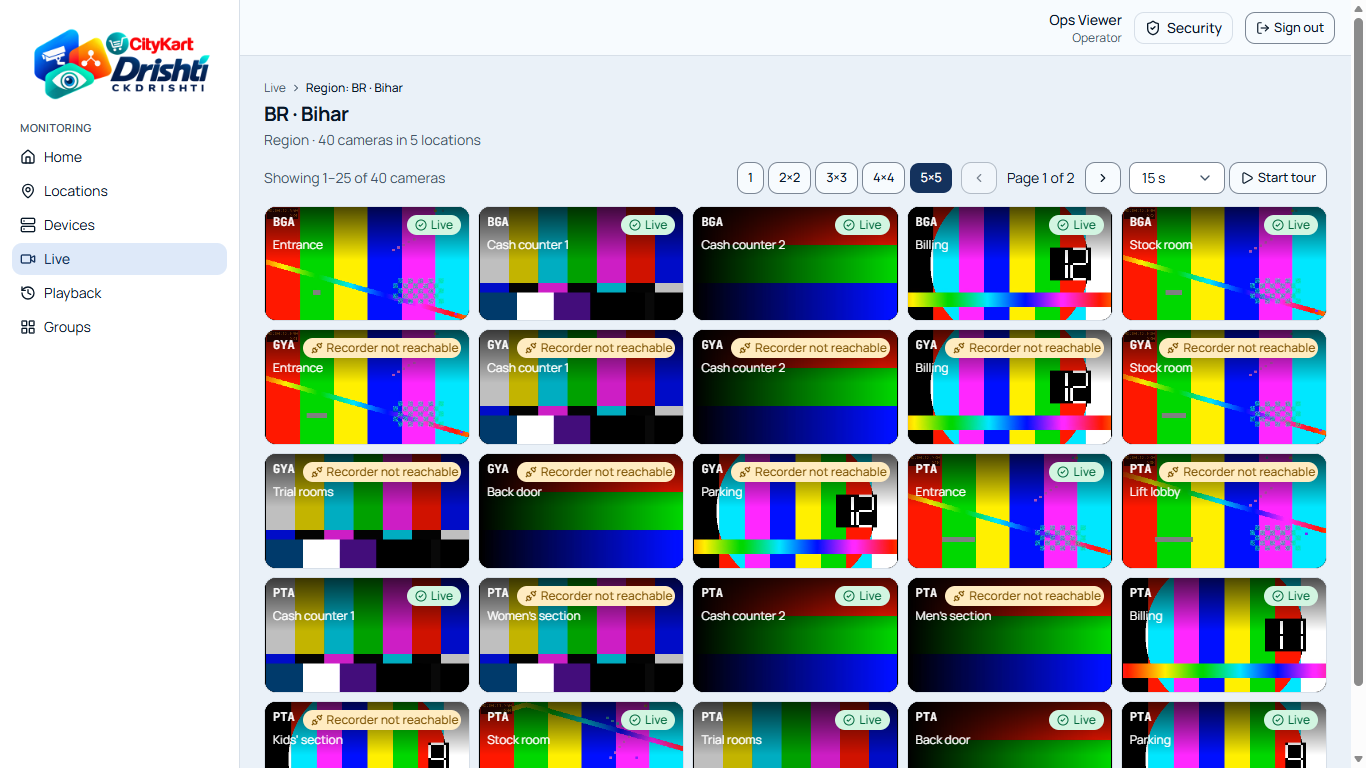 CityKart
Drishti
CKDRISHTI
MONITORING
Home
Locations
Devices
Live
Playback
Groups
Ops Viewer
Operator
Security
Sign out
Live > Region: BR · Bihar
BR · Bihar
Region · 40 cameras in 5 locations
Showing 1–25 of 40 cameras
1 2×2 3×3 4×4 5×5 Page 1 of 2 15 s Start tour
BGA Live
Entrance
BGA Live
Cash counter 1
BGA Live
Cash counter 2
BGA Live
Billing
12
BGA Live
Stock room
GYA Recorder not reachable
Entrance
GYA Recorder not reachable
Cash counter 1
GYA Recorder not reachable
Cash counter 2
GYA Recorder not reachable
Billing
12
GYA Recorder not reachable
Stock room
GYA Recorder not reachable
Trial rooms
GYA Recorder not reachable
Back door
GYA Recorder not reachable
Parking
12
PTA Live
Entrance
PTA Recorder not reachable
Lift lobby
PTA Live
Cash counter 1
PTA Recorder not reachable
Women's section
PTA Live
Cash counter 2
PTA Recorder not reachable
Men's section
PTA Live
Billing
11
PTA Recorder not reachable
Kids' section
PTA Live
Stock room
PTA Live
Trial rooms
PTA Live
Back door
PTA Live
Parking